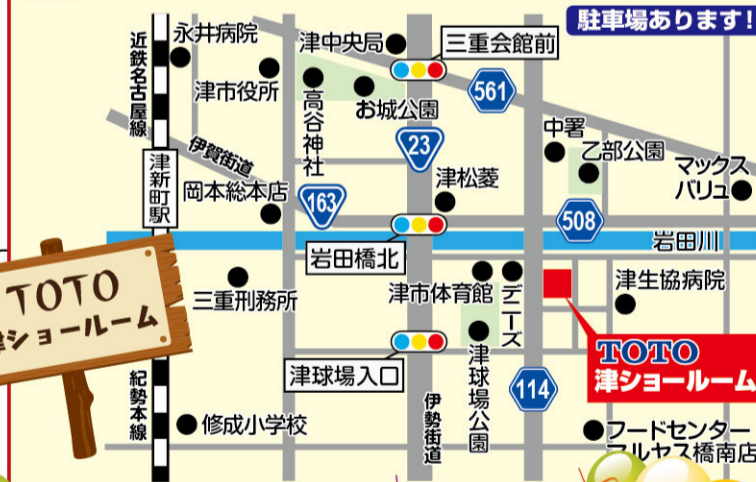 駐車場あります!
永井病院
津中央局
三重会館前
近鉄名古屋線
津市役所
高谷神社
お城公園
561
23
中署
乙部公園
マックス
バリュ
伊賀街道
津新町駅
岡本総本店
163
津松菱
508
岩田橋北
岩田川
TOTO
津ショールーム
三重刑務所
津市体育館
デニーズ
津生協病院
津球場入口
津球場公園
TOTO
津ショールーム
紀勢本線
修成小学校
伊勢街道
114
フードセンター
マルヤス橋南店